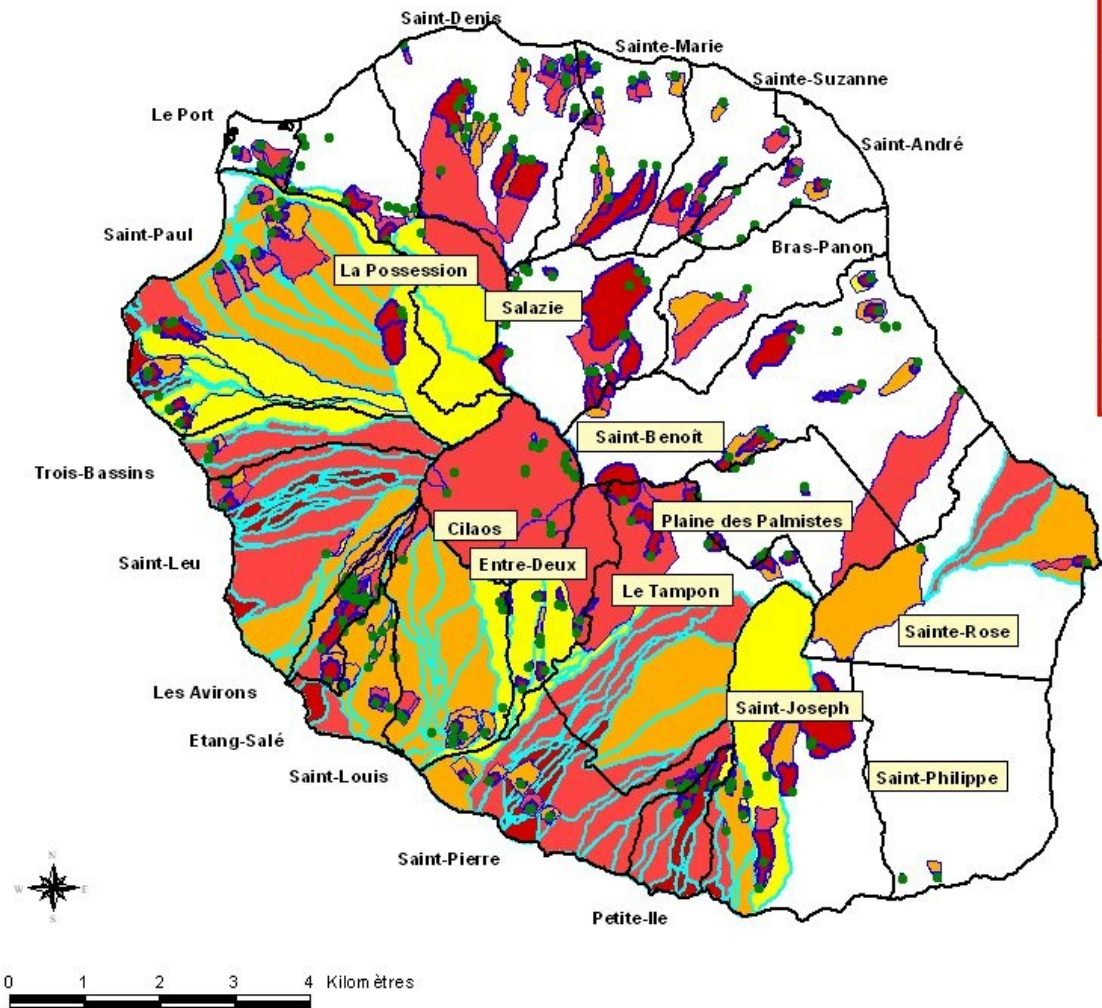 Saint-Denis
Sainte-Marie
Sainte-Suzanne
Le Port
Saint-André
Saint-Paul
Bras-Panon
La Possession
Salazie
Saint-Benoît
Trois-Bassins
Plaine des Palmistes
Cilaos
Saint-Leu
Entre-Deux
Le Tampon
Sainte-Rose
Les Avirons
Saint-Joseph
Etang-Salé
Saint-Louis
Saint-Philippe
Saint-Pierre
N
W E
S
Petite-Ile
0 1 2 3 4 Kilomètres